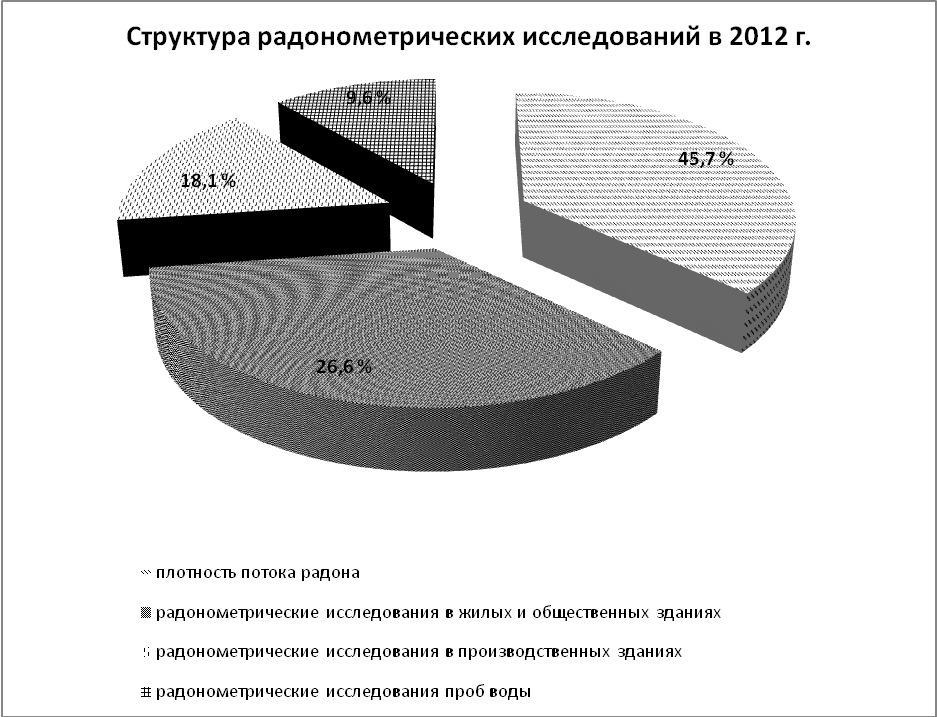 Структура радонометрических исследований в 2012 г.
9,6%
45,7%
18,1%
26,6%
плотность потока радона
радонометрические исследования в жилых и общественных зданиях
радонометрические исследования в производственных зданиях
радонометрические исследования проб воды